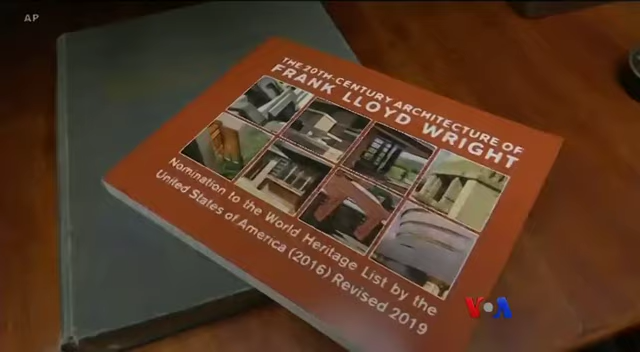 AP
THE 20TH-CENTURY ARCHITECTURE OF
FRANK LLOYD WRIGHT
Nomination to the World Heritage List by the
United States of America (2016) Revised 2019
VOA